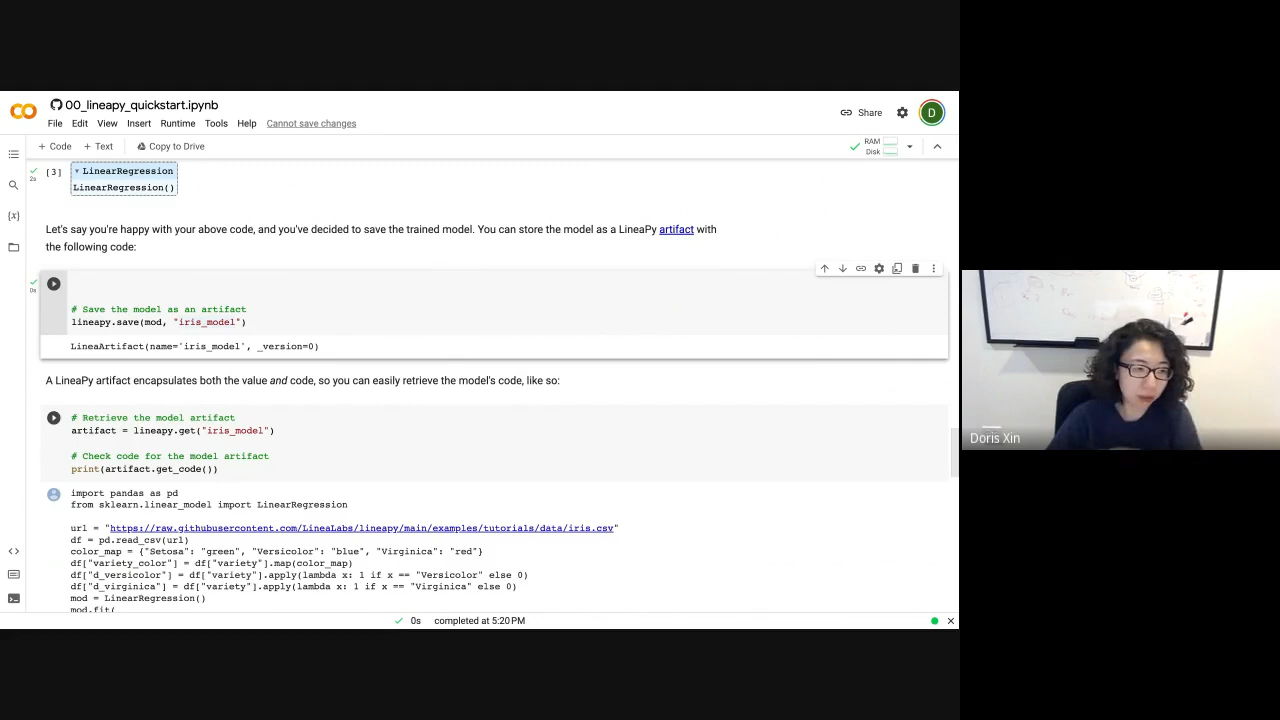 00_lineapy_quickstart.ipynb
Share
D
File Edit View Insert Runtime Tools Help Cannot save changes
+ Code + Text Copy to Drive
RAM
Disk
2s
[3]
LinearRegression
LinearRegression()
Let's say you're happy with your above code, and you've decided to save the trained model. You can store the model as a LineaPy artifact with
the following code:
0s
# Save the model as an artifact
lineapy.save(mod, "iris_model")
LineaArtifact(name='iris_model', _version=0)
A LineaPy artifact encapsulates both the value and code, so you can easily retrieve the model's code, like so:
# Retrieve the model artifact
artifact = lineapy.get("iris_model")
# Check code for the model artifact
print(artifact.get_code())
import pandas as pd
from sklearn.linear_model import LinearRegression
url = "https://raw.githubusercontent.com/LineaLabs/lineapy/main/examples/tutorials/data/iris.csv"
df = pd.read_csv(url)
color_map = {"Setosa": "green", "Versicolor": "blue", "Virginica": "red"}
df["variety_color"] = df["variety"].map(color_map)
df["d_versicolor"] = df["variety"].apply(lambda x: 1 if x == "Versicolor" else 0)
df["d_virginica"] = df["variety"].apply(lambda x: 1 if x == "Virginica" else 0)
mod = LinearRegression()
mod.fit(
0s completed at 5:20 PM
Doris Xin